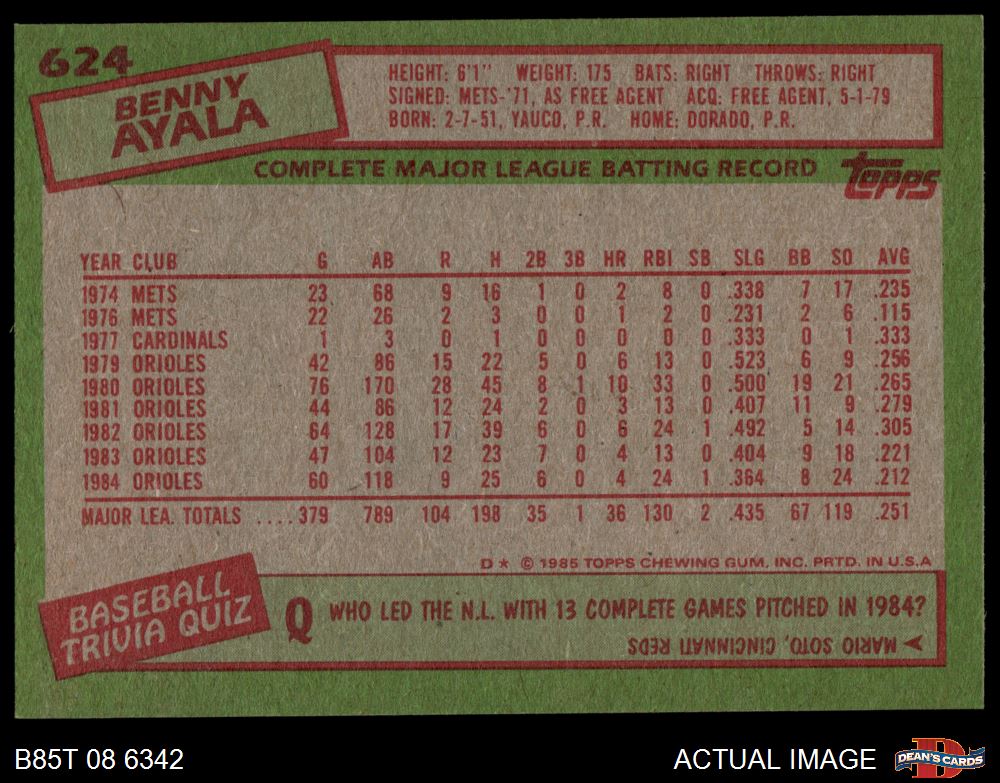 624
BENNY
AYALA
HEIGHT: 6'1" WEIGHT: 175 BATS: RIGHT THROWS: RIGHT
SIGNED: METS-'71, AS FREE AGENT ACQ: FREE AGENT, 5-1-79
BORN: 2-7-51, YAUCO, P.R. HOME: DORADO, P.R.
COMPLETE MAJOR LEAGUE BATTING RECORD
Topps
YEAR CLUB G AB R H 2B 3B HR RBI SB SLG BB SO AVG
1974 METS 23 68 9 16 1 0 2 8 0 .338 7 17 .235
1976 METS 22 26 2 3 0 0 1 2 0 .231 2 6 .115
1977 CARDINALS 1 3 0 1 0 0 0 0 0 .333 0 1 .333
1979 ORIOLES 42 86 15 22 5 0 6 13 0 .523 6 9 .256
1980 ORIOLES 76 170 28 45 8 1 10 33 0 .500 19 21 .265
1981 ORIOLES 44 86 12 24 2 0 3 13 0 .407 11 9 .279
1982 ORIOLES 64 128 17 39 6 0 6 24 1 .492 5 14 .305
1983 ORIOLES 47 104 12 23 7 0 4 13 0 .404 9 18 .221
1984 ORIOLES 60 118 9 25 6 0 4 24 1 .364 8 24 .212
MAJOR LEA. TOTALS ....379 789 104 198 35 1 36 130 2 .435 67 119 .251
D * © 1985 TOPPS CHEWING GUM, INC. PRTD. IN U.S.A
BASEBALL
TRIVIA QUIZ
Q WHO LED THE N.L. WITH 13 COMPLETE GAMES PITCHED IN 1984?
MARIO SOTO, CINCINNATI REDS
B85T 08 6342
ACTUAL IMAGE
D
DEAN'S CARDS